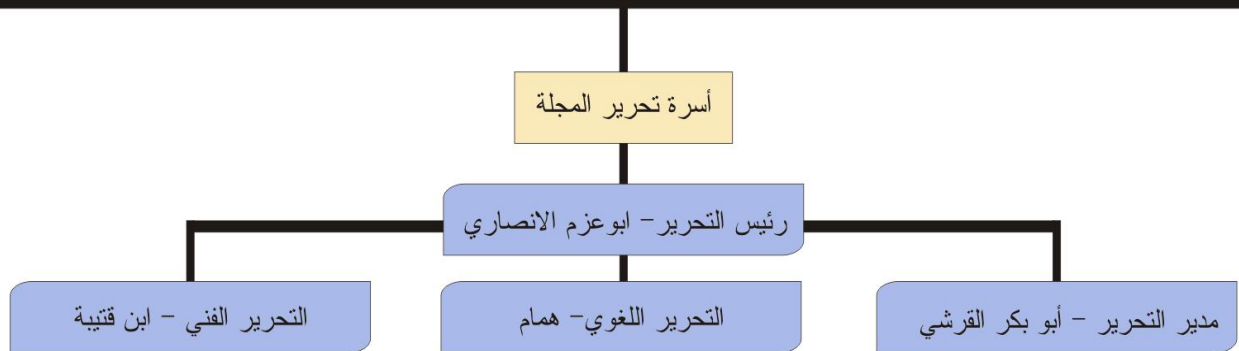 أسرة تحرير المجلة
رئيس التحرير- ابوعزم الانصاري
مدير التحرير - أبو بكر القرشي
التحرير اللغوي- همام
التحرير الفني - ابن قتيبة